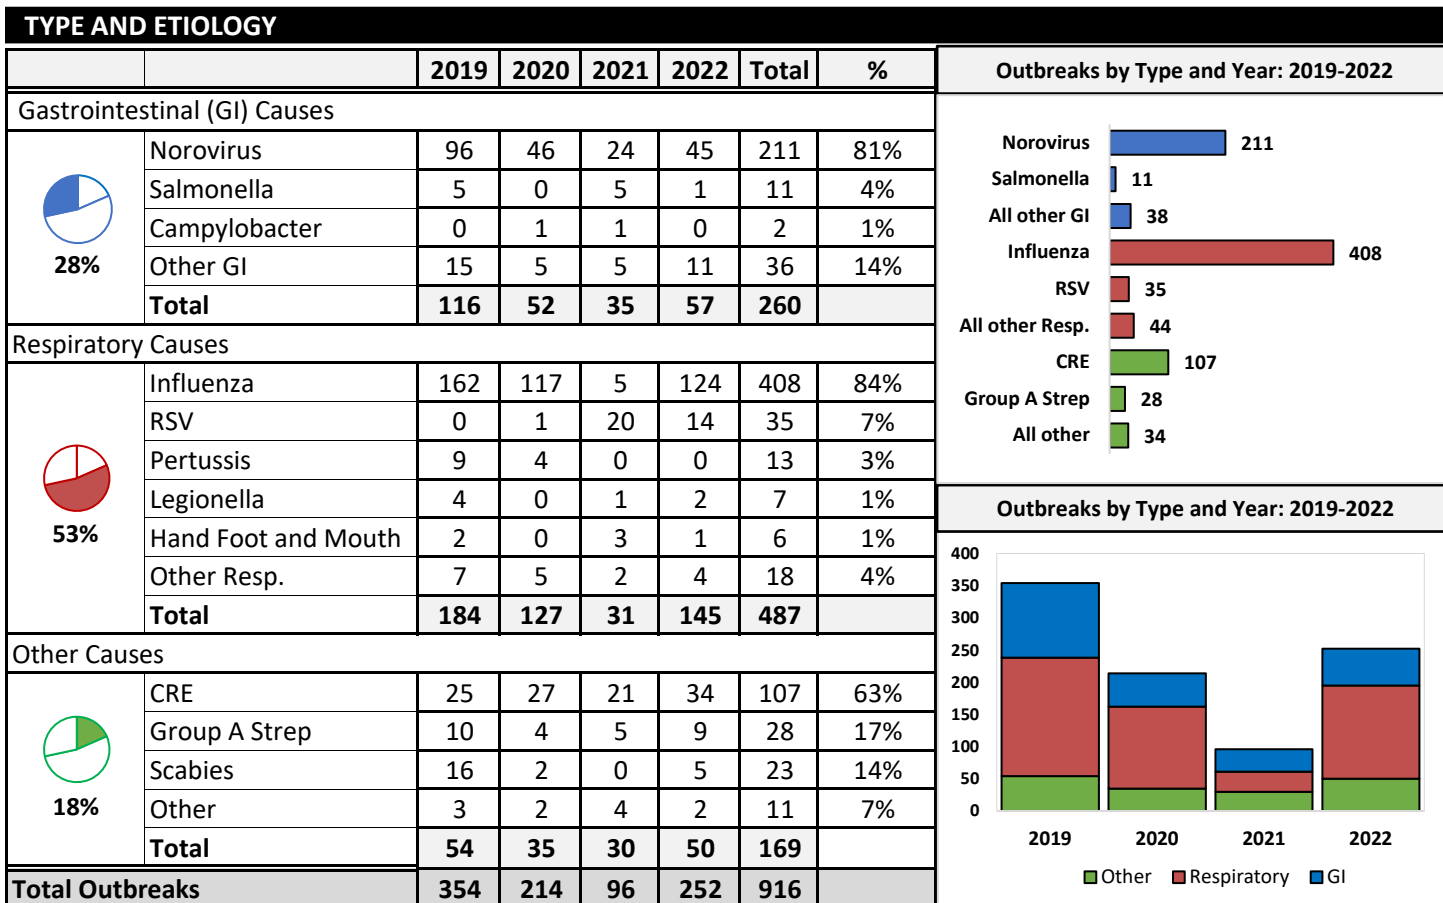 TYPE AND ETIOLOGY
2019 2020 2021 2022 Total %
Gastrointestinal (GI) Causes
Norovirus 96 46 24 45 211 81%
Salmonella 5 0 5 1 11 4%
Campylobacter 0 1 1 0 2 1%
28% Other GI 15 5 5 11 36 14%
Total 116 52 35 57 260
Respiratory Causes
Influenza 162 117 5 124 408 84%
RSV 0 1 20 14 35 7%
Pertussis 9 4 0 0 13 3%
Legionella 4 0 1 2 7 1%
53% Hand Foot and Mouth 2 0 3 1 6 1%
Other Resp. 7 5 2 4 18 4%
Total 184 127 31 145 487
Other Causes
CRE 25 27 21 34 107 63%
Group A Strep 10 4 5 9 28 17%
Scabies 16 2 0 5 23 14%
18% Other 3 2 4 2 11 7%
Total 54 35 30 50 169
Total Outbreaks 354 214 96 252 916
Outbreaks by Type and Year: 2019-2022
Norovirus 211
Salmonella 11
All other GI 38
Influenza 408
RSV 35
All other Resp. 44
CRE 107
Group A Strep 28
All other 34
Outbreaks by Type and Year: 2019-2022
400
350
300
250
200
150
100
50
0
2019 2020 2021 2022
Other Respiratory GI